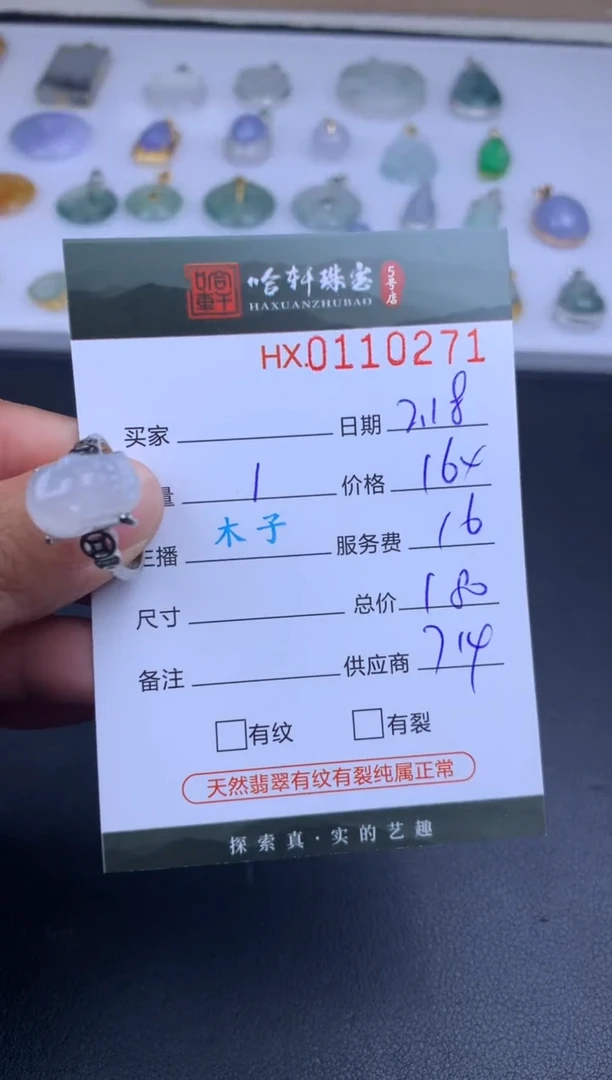 哈轩 哈轩珠宝 5号店
HAXUANZHUBAO
HX.0110271
买家 日期 2.18
量 1 价格 164
主播 木子 服务费 16
尺寸 总价 180
备注 供应商 714
有纹 有裂
天然翡翠有纹有裂纯属正常
探索真·实的艺趣